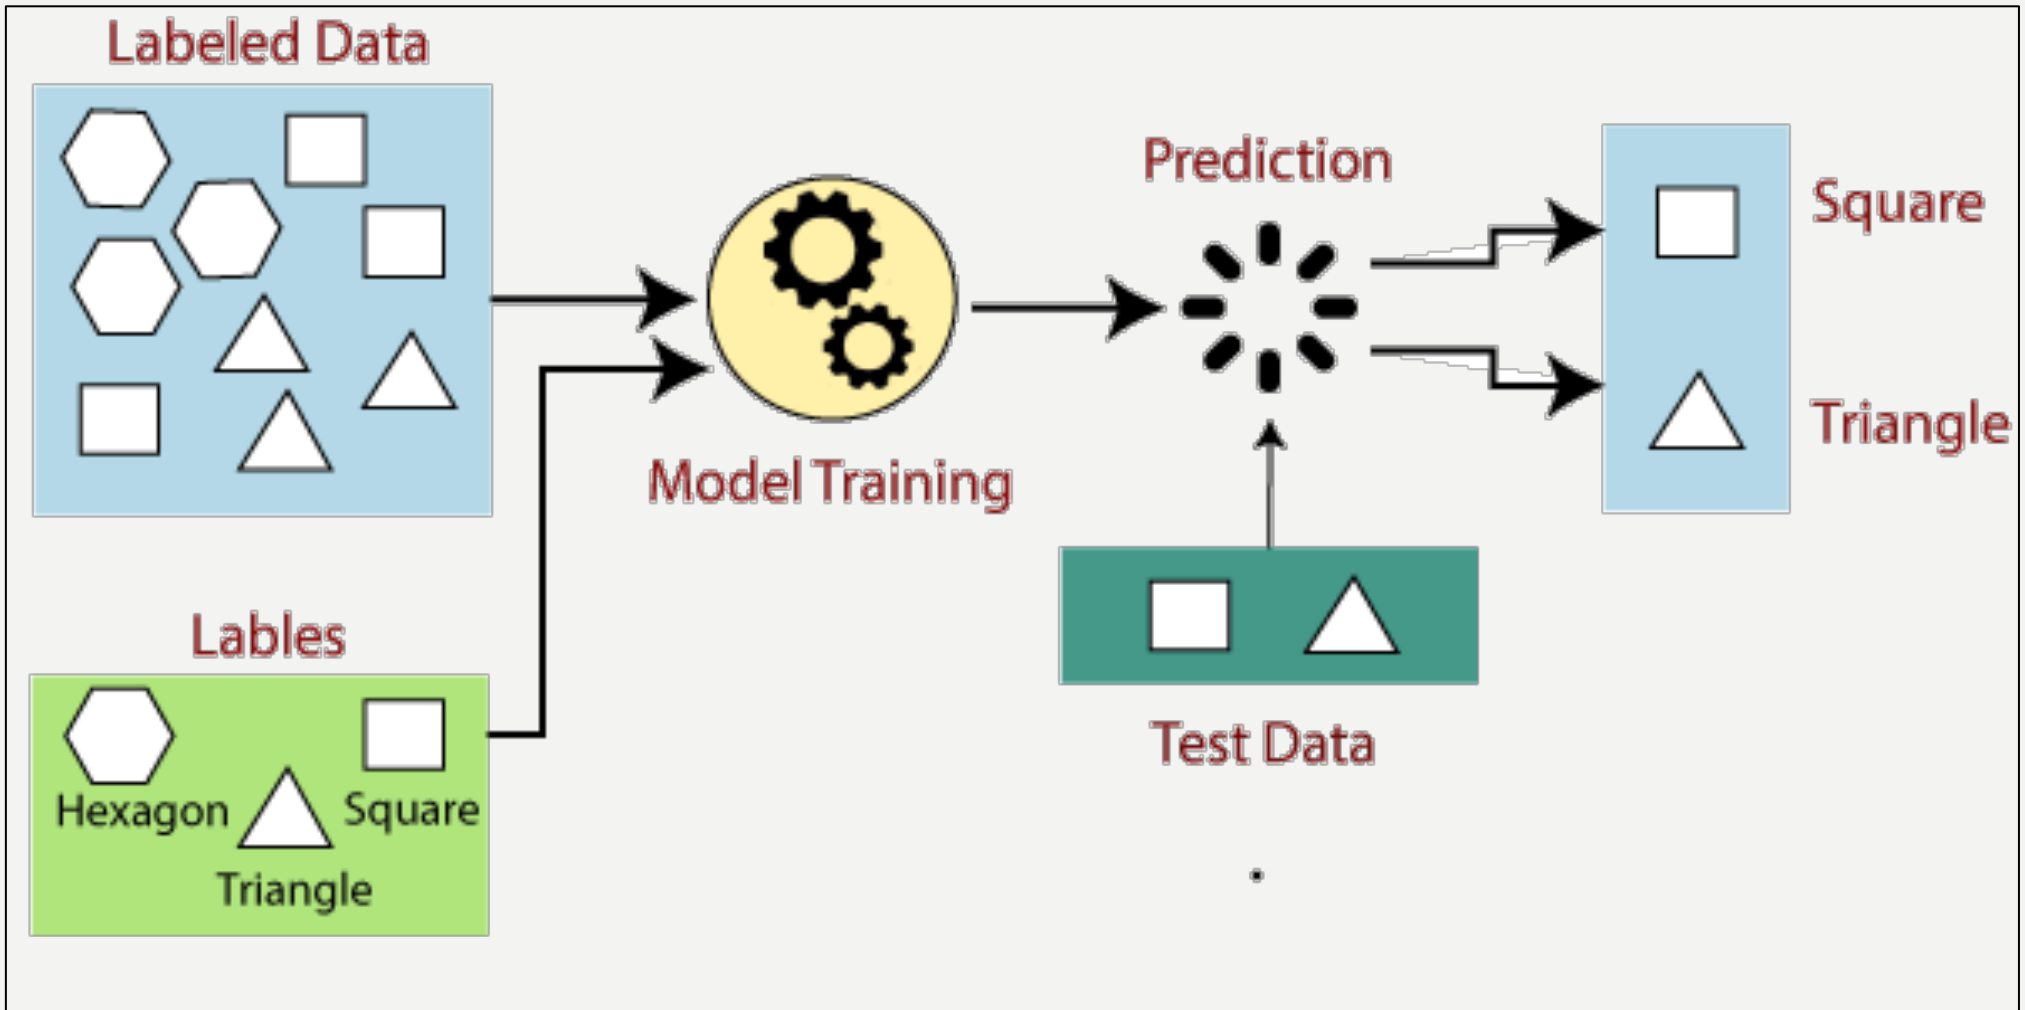 Labeled Data
Prediction
Square
Triangle
Model Training
Lables
Hexagon
Square
Triangle
Test Data